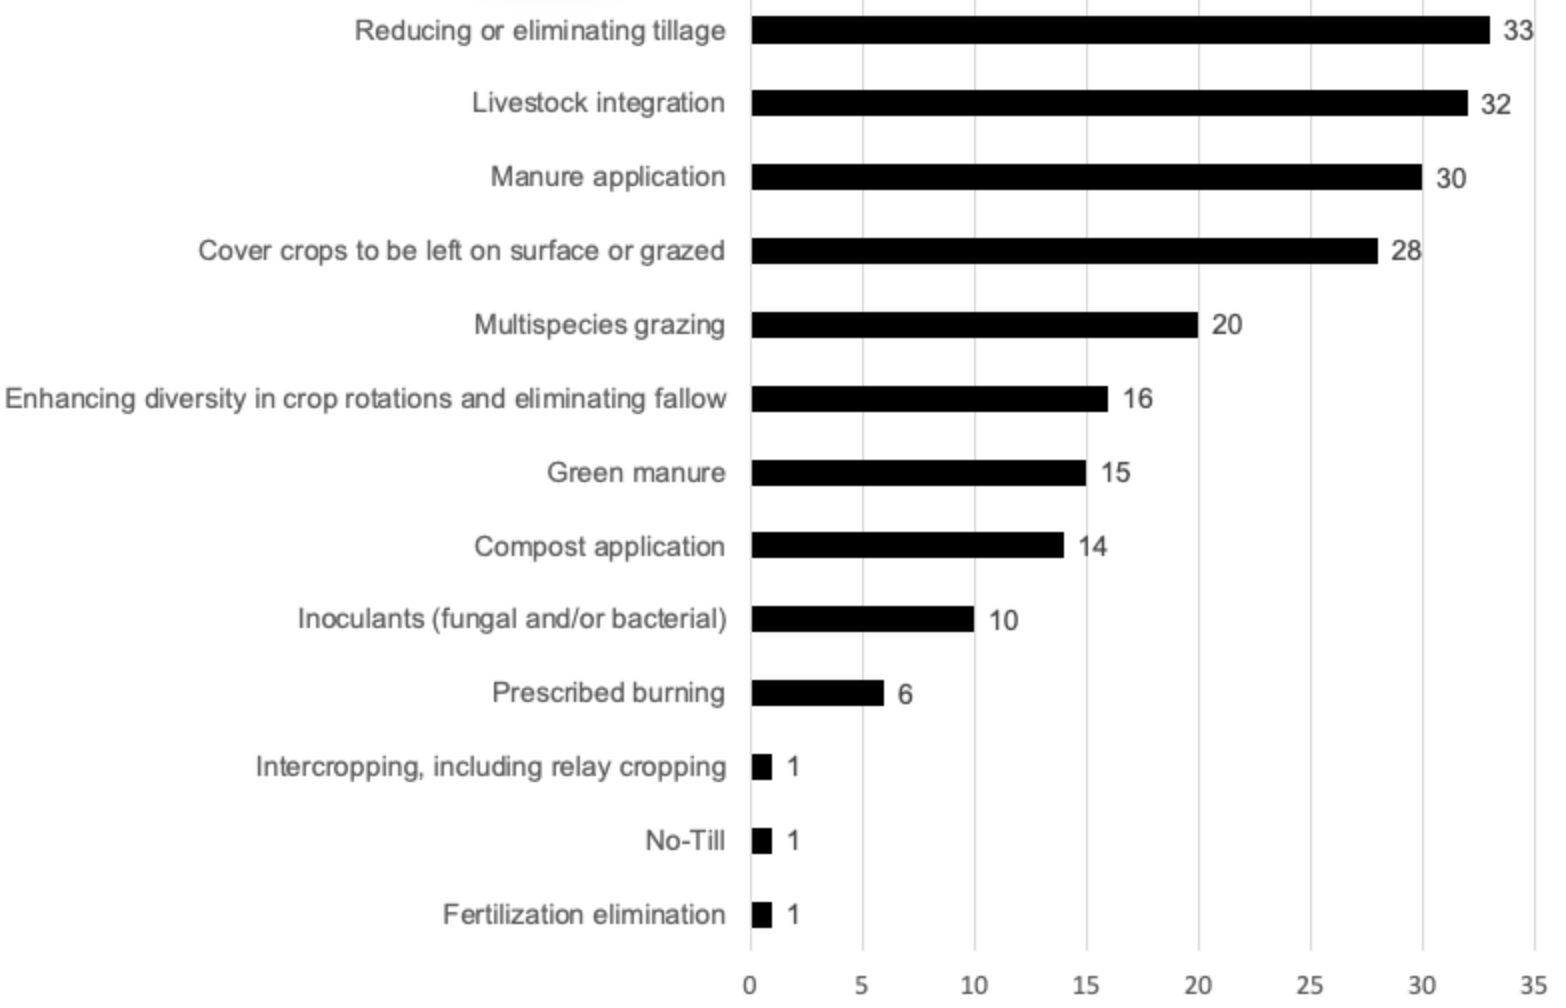 Reducing or eliminating tillage 33
Livestock integration 32
Manure application 30
Cover crops to be left on surface or grazed 28
Multispecies grazing 20
Enhancing diversity in crop rotations and eliminating fallow 16
Green manure 15
Compost application 14
Inoculants (fungal and/or bacterial) 10
Prescribed burning 6
Intercropping, including relay cropping 1
No-Till 1
Fertilization elimination 1
0 5 10 15 20 25 30 35